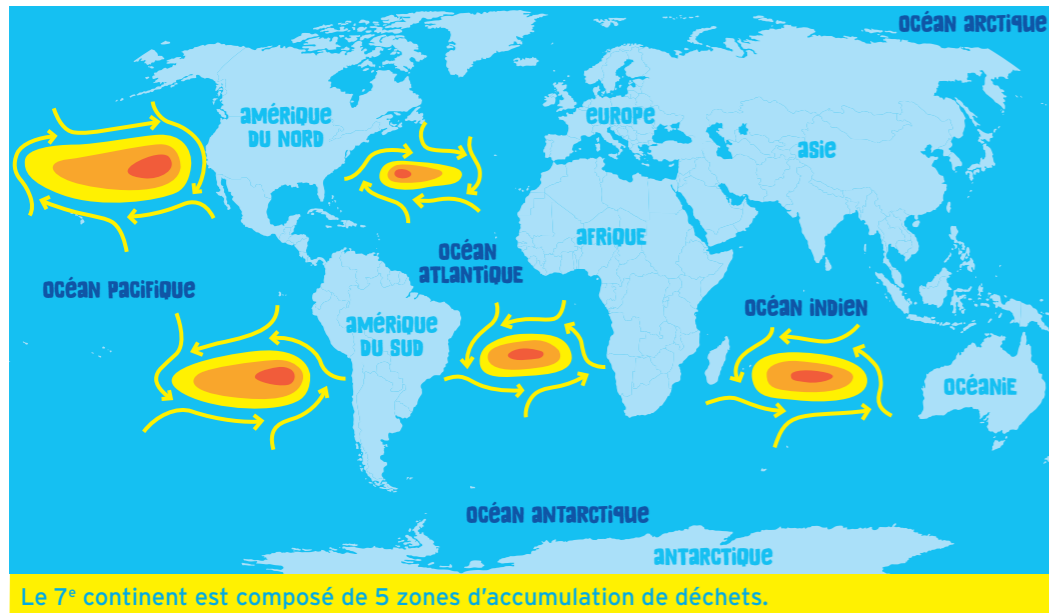 OCÉAN ARCTIQUE
AMÉRIQUE
DU NORD
EUROPE
ASIE
AFRIQUE
OCÉAN
ATLANTIQUE
OCÉAN PACIFIQUE
AMÉRIQUE
DU SUD
OCÉAN INDIEN
OCÉANIE
OCÉAN ANTARCTIQUE
ANTARCTIQUE
Le 7e continent est composé de 5 zones d'accumulation de déchets.